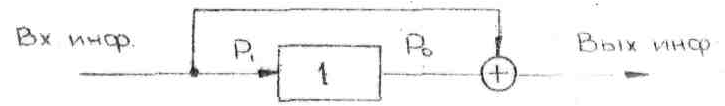 Вх инф.
P₁
1
P₀
Вых инф